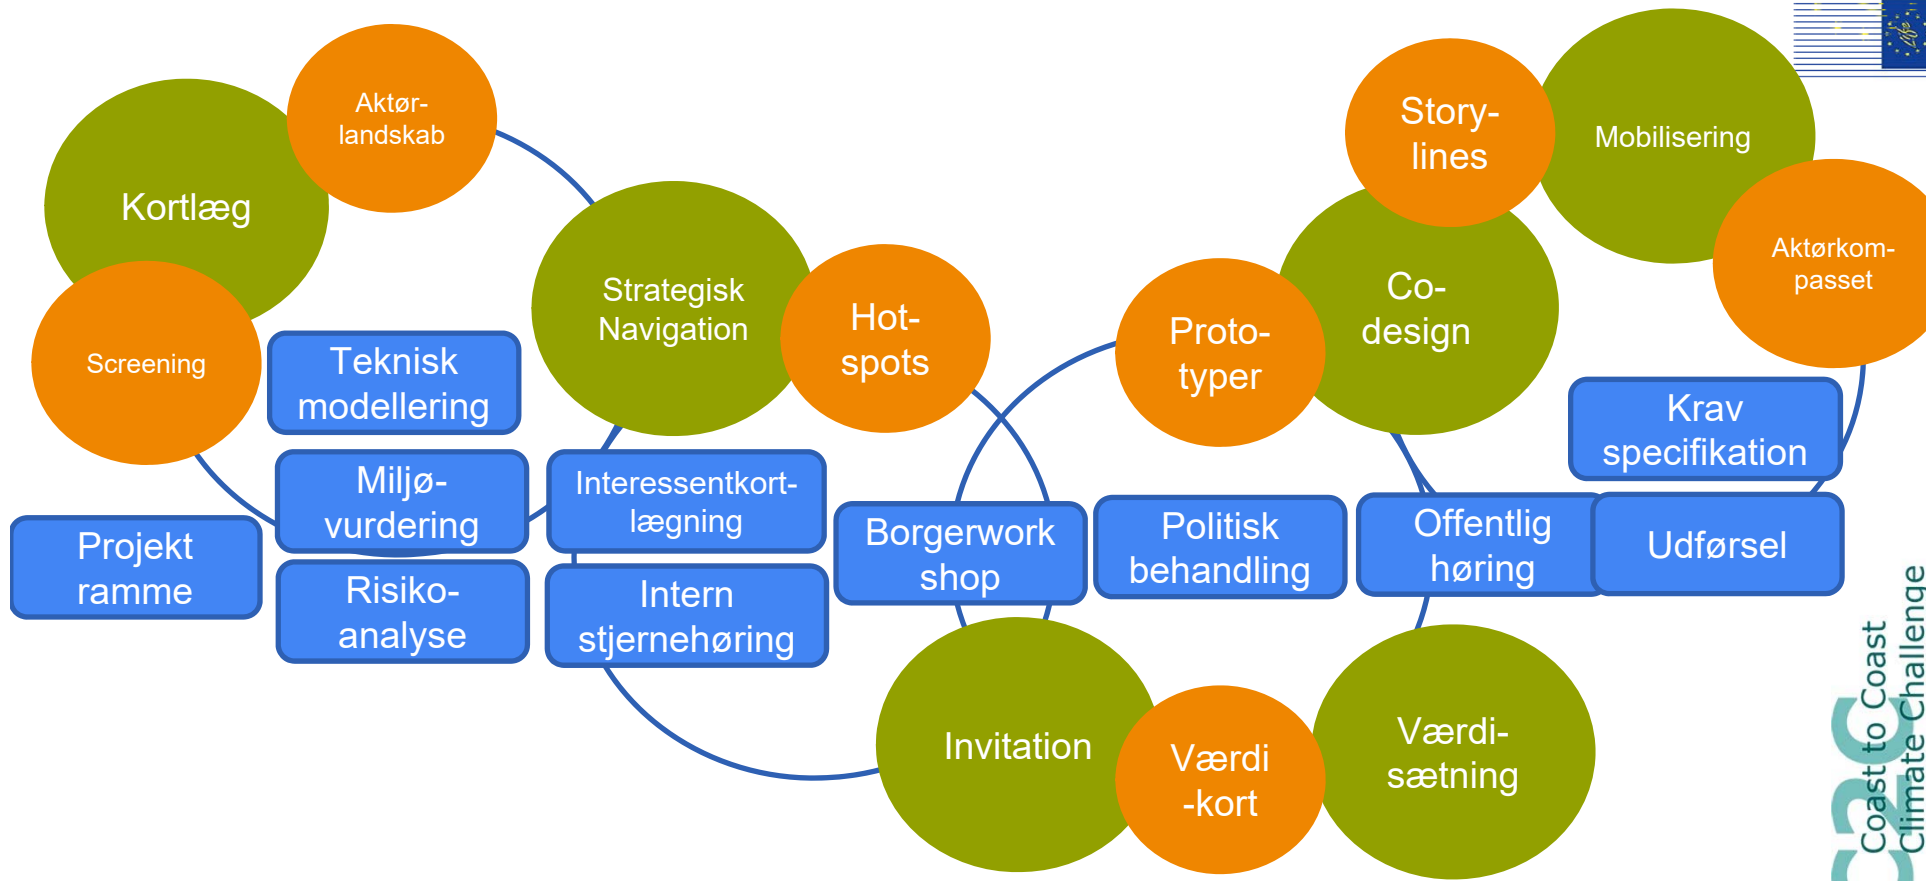 Aktør-
landskab
Kortlæg
Screening
Teknisk
modellering
Miljø-
vurdering
Projekt
ramme
Risiko-
analyse
Strategisk
Navigation
Hot-
spots
Interessentkort-
lægning
Intern
stjernehøring
Borgerwork
shop
Invitation
Værdi
-kort
Værdi-
sætning
Politisk
behandling
Offentlig
høring
Proto-
typer
Co-
design
Story-
lines
Mobilisering
Aktørkom-
passet
Krav
specifikation
Udførsel
Life
C2C
Coast to Coast
Climate Challenge